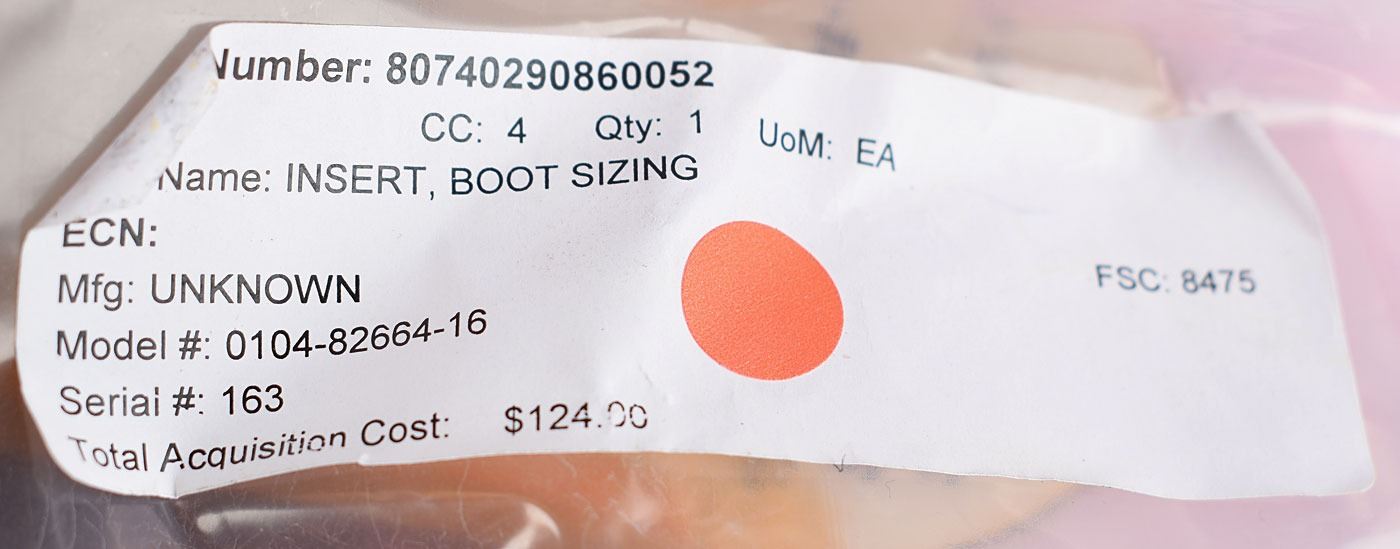 Number: 80740290860052
CC: 4 Qty: 1 UoM: EA
Name: INSERT, BOOT SIZING
ECN:
Mfg: UNKNOWN
FSC: 8475
Model #: 0104-82664-16
Serial #: 163
Total Acquisition Cost: $124.00